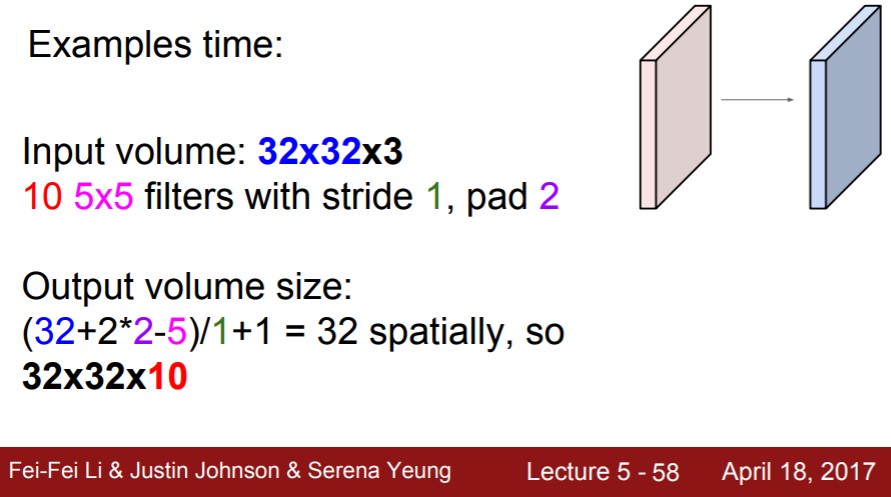 Examples time:
Input volume: 32x32x3
10 5x5 filters with stride 1, pad 2
Output volume size:
(32+2*2-5)/1+1 = 32 spatially, so
32x32x10
Fei-Fei Li & Justin Johnson & Serena Yeung Lecture 5 - 58 April 18, 2017